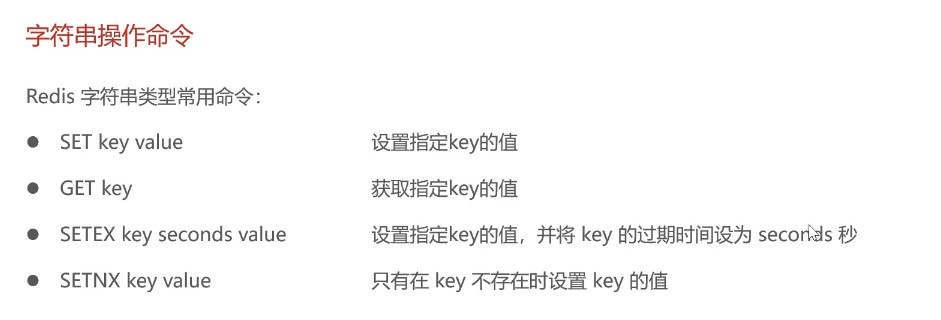 字符串操作命令
Redis 字符串类型常用命令：
● SET key value 设置指定key的值
● GET key 获取指定key的值
● SETEX key seconds value 设置指定key的值，并将 key 的过期时间设为 seconds 秒
● SETNX key value 只有在 key 不存在时设置 key 的值